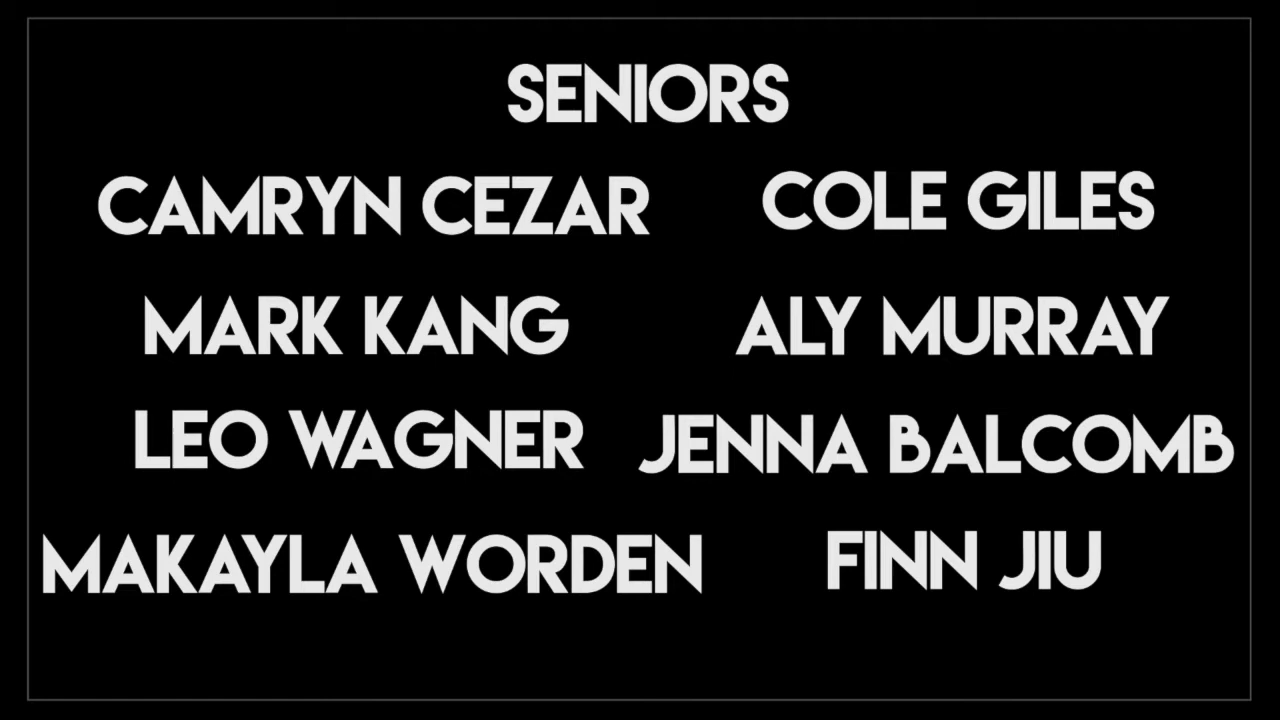 SENIORS
CAMRYN CEZAR COLE GILES
MARK KANG ALY MURRAY
LEO WAGNER JENNA BALCOMB
MAKAYLA WORDEN FINN JIU